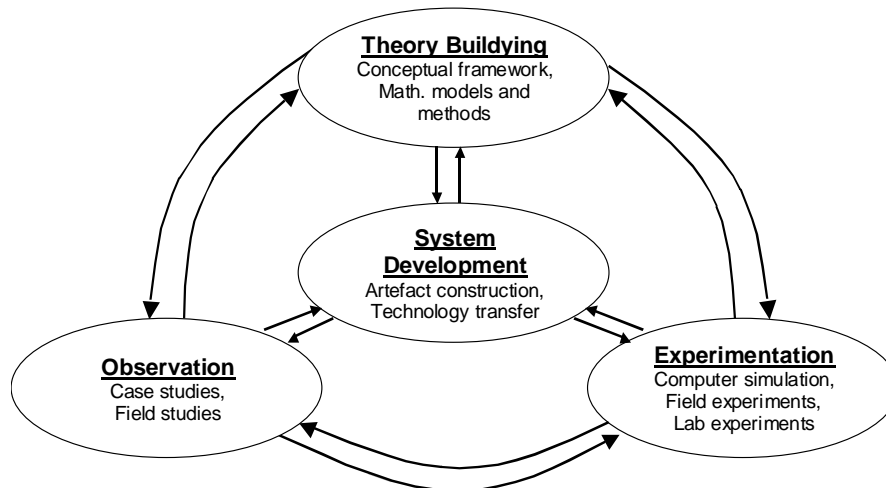 Theory Buildying
Conceptual framework,
Math. models and
methods
System
Development
Artefact construction,
Technology transfer
Observation
Case studies,
Field studies
Experimentation
Computer simulation,
Field experiments,
Lab experiments